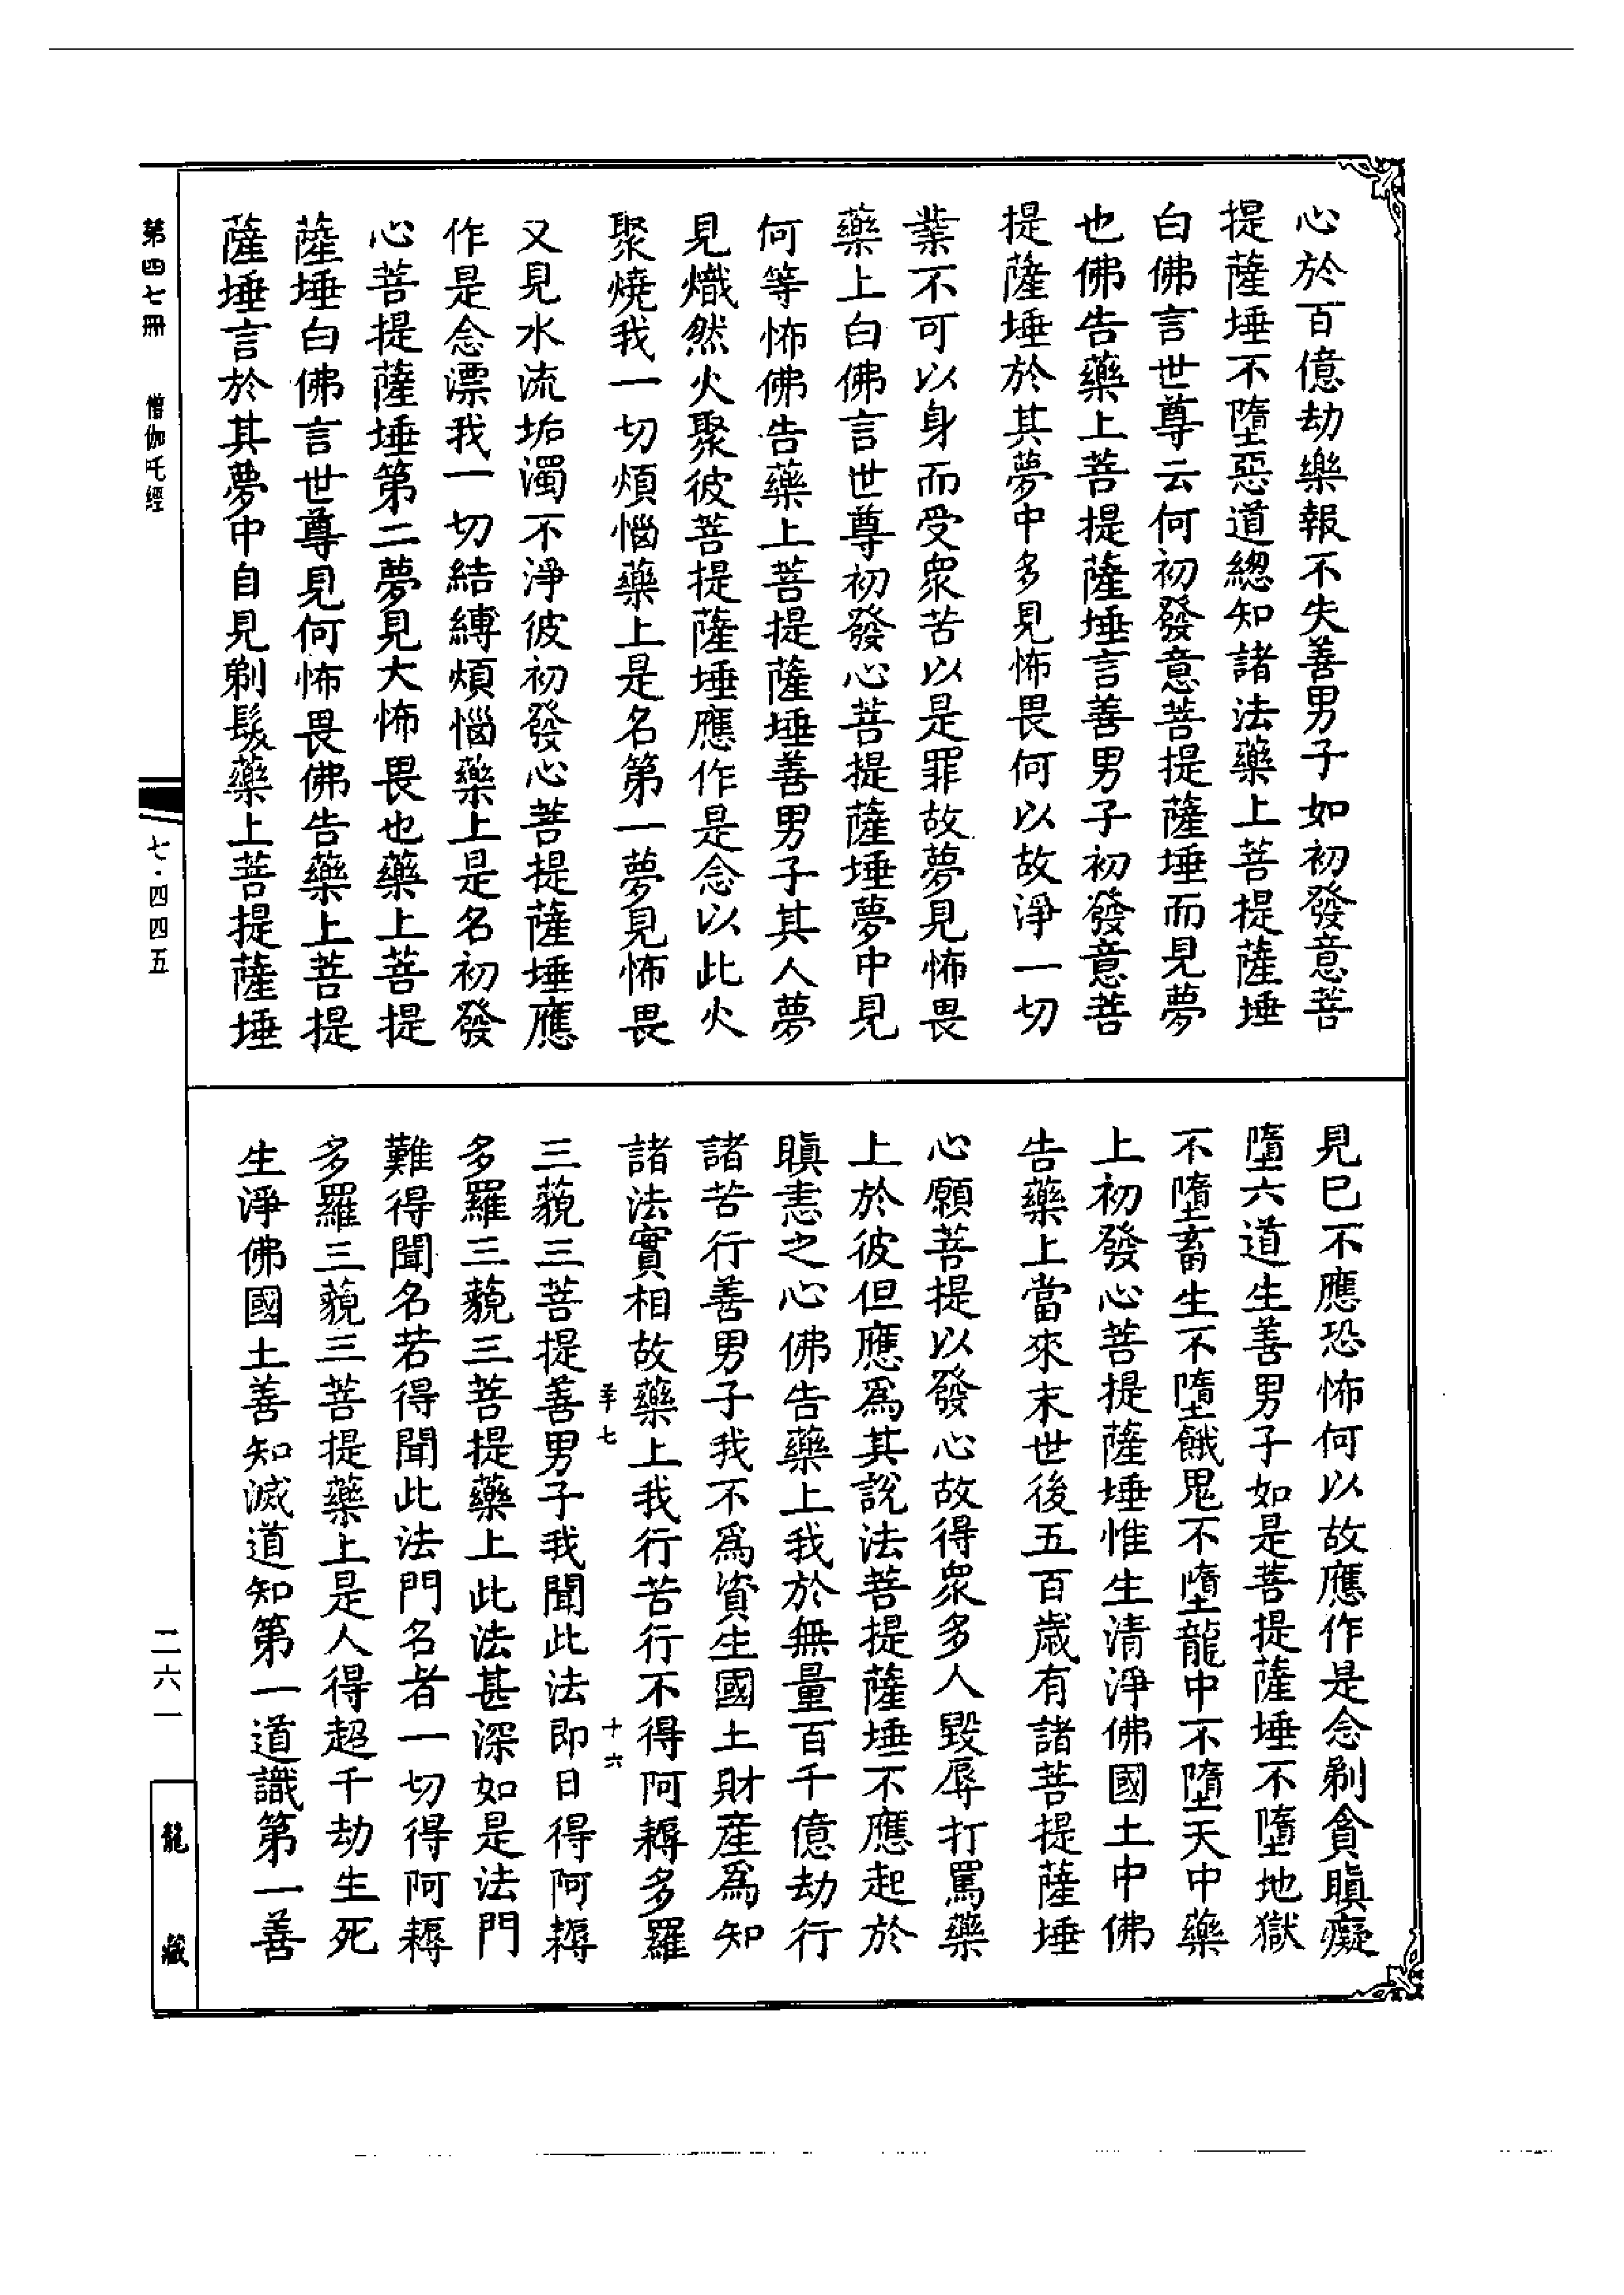 心於百億劫樂報不失善男子如初發意菩
提薩埵不墮惡道總知諸法藥上菩提薩埵
白佛言世尊云何初發意菩提薩埵而見夢
也佛告藥上菩提薩埵言善男子初發意菩
提薩埵於其夢中多見怖畏何以故淨一切
業不可以身而受衆苦以是罪故夢見怖畏
藥上白佛言世尊初發心菩提薩埵夢中見
何等怖佛告藥上菩提薩埵善男子其人夢
見熾然火聚彼菩提薩埵應作是念以此火
聚燒我一切煩惱藥上是名第一夢見怖畏
又見水流垢濁不淨彼初發心菩提薩埵應
作是念漂我一切結縛煩惱藥上是名初發
心菩提薩埵第二夢見大怖畏也藥上菩提
薩埵白佛言世尊見何怖畏佛告藥上菩提
薩埵言於其夢中自見剃髮藥上菩提薩埵
見已不應恐怖何以故應作是念剃貪瞋癡
墮六道生善男子如是菩提薩埵不墮地獄
不墮畜生不墮餓鬼不墮龍中不墮天中藥
上初發心菩提薩埵惟生清淨佛國土中佛
告藥上當來末世後五百歲有諸菩提薩埵
心願菩提以發心故得衆多人毀辱打罵藥
上於彼但應爲其說法菩提薩埵不應起於
瞋恚之心佛告藥上我於無量百千億劫行
諸苦行善男子我不爲資生國土財產爲知
諸法實相故藥上我行苦行不得阿耨多羅
三藐三菩提善男子我聞此法即日得阿耨
多羅三藐三菩提藥上此法甚深如是法門
難得聞名若得聞此法門名者一切得阿耨
多羅三藐三菩提藥上是人得超千劫生死
生淨佛國土善知滅道知第一道識第一善
七
十六
第四七冊 僧伽吒經
七·四四五
二六一
龍藏